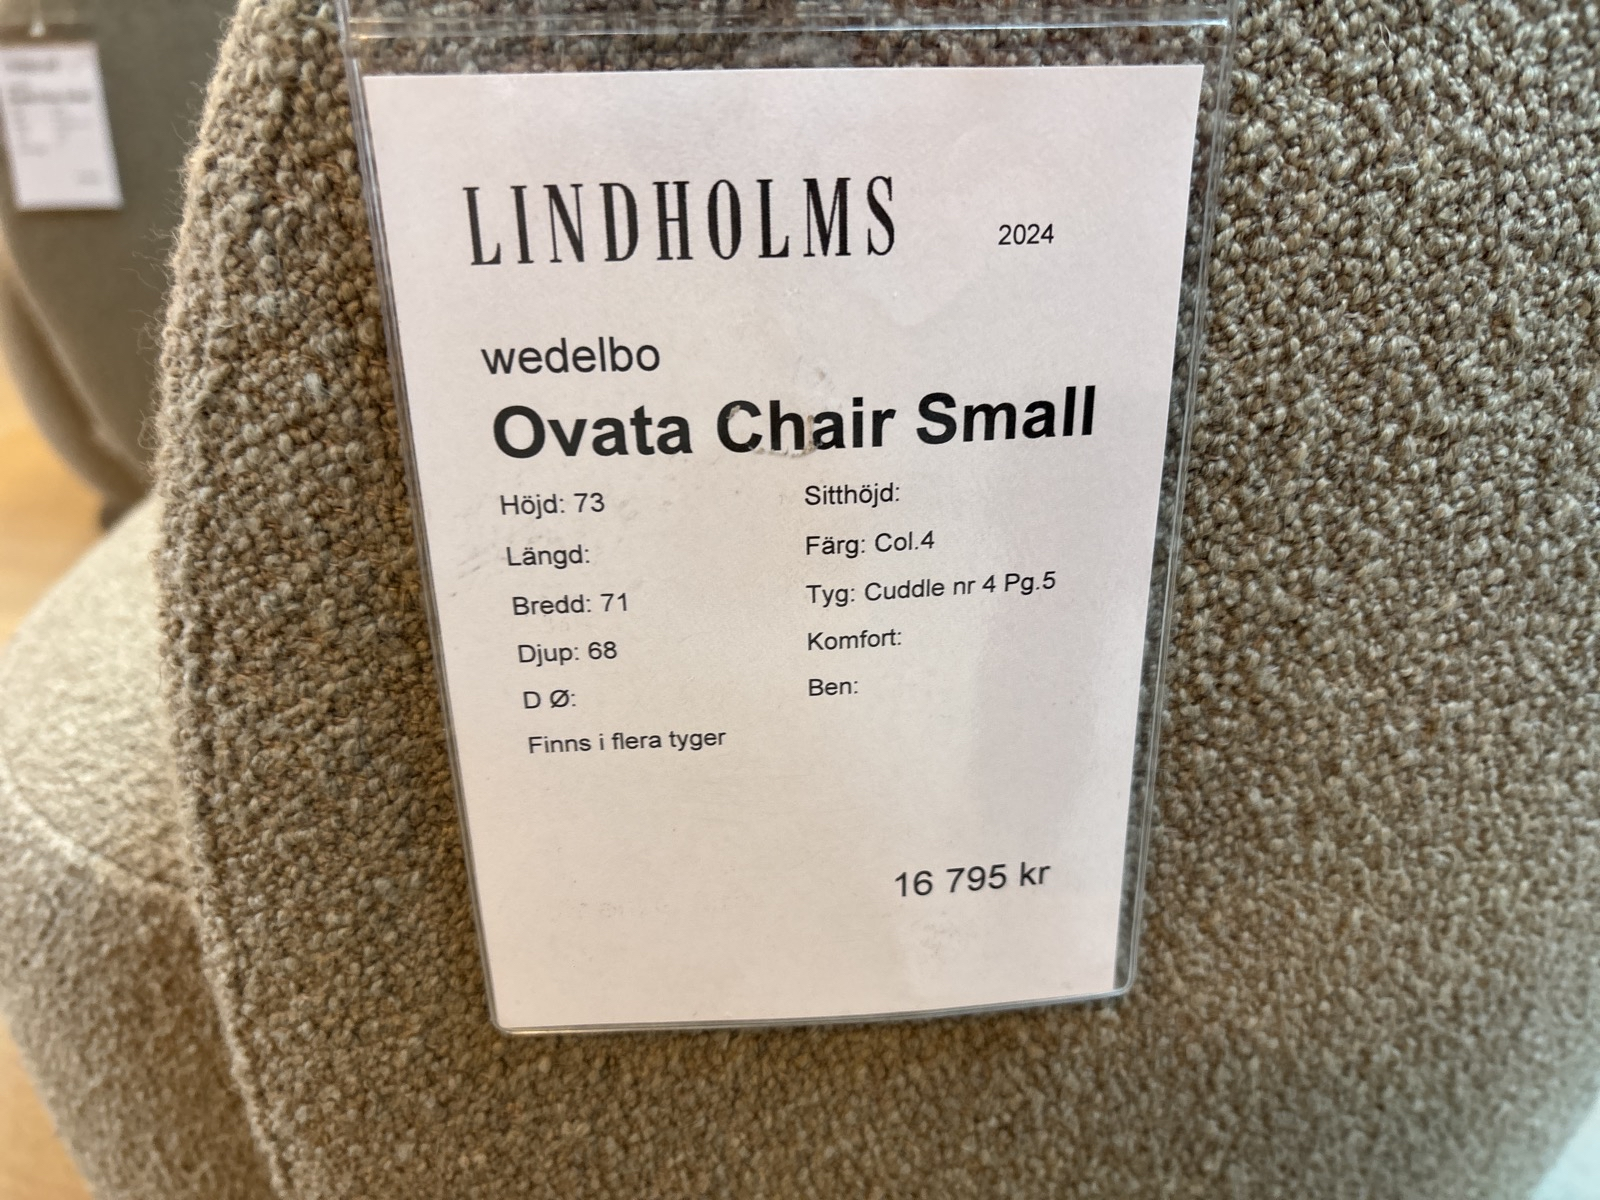 LINDHOLMS 2024
wedelbo
Ovata Chair Small
Höjd: 73
Längd:
Bredd: 71
Djup: 68
D Ø:
Finns i flera tyger
Sitthöjd:
Färg: Col.4
Tyg: Cuddle nr 4 Pg.5
Komfort:
Ben:
16 795 kr